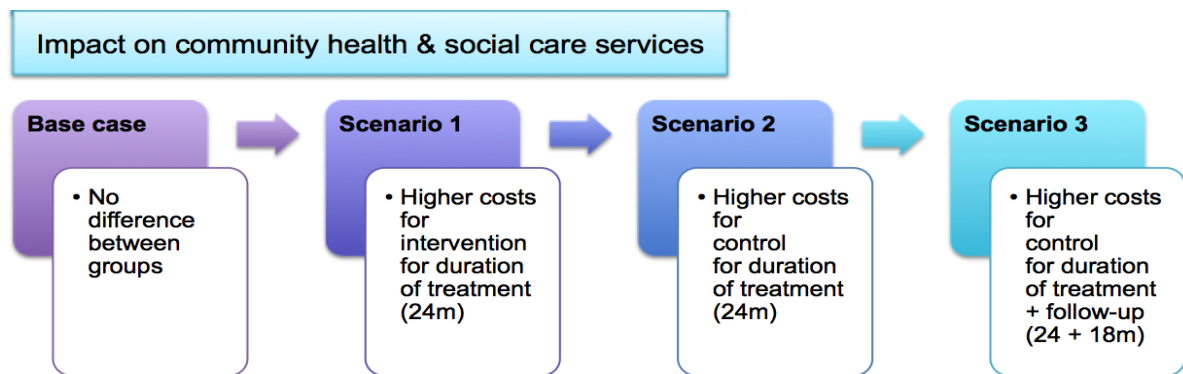 Impact on community health & social care services
Base case
• No
difference
between
groups
Scenario 1
• Higher costs
for
intervention
for duration
of treatment
(24m)
Scenario 2
• Higher costs
for
control
for duration
of treatment
(24m)
Scenario 3
• Higher costs
for
control
for duration
of treatment
+ follow-up
(24 + 18m)